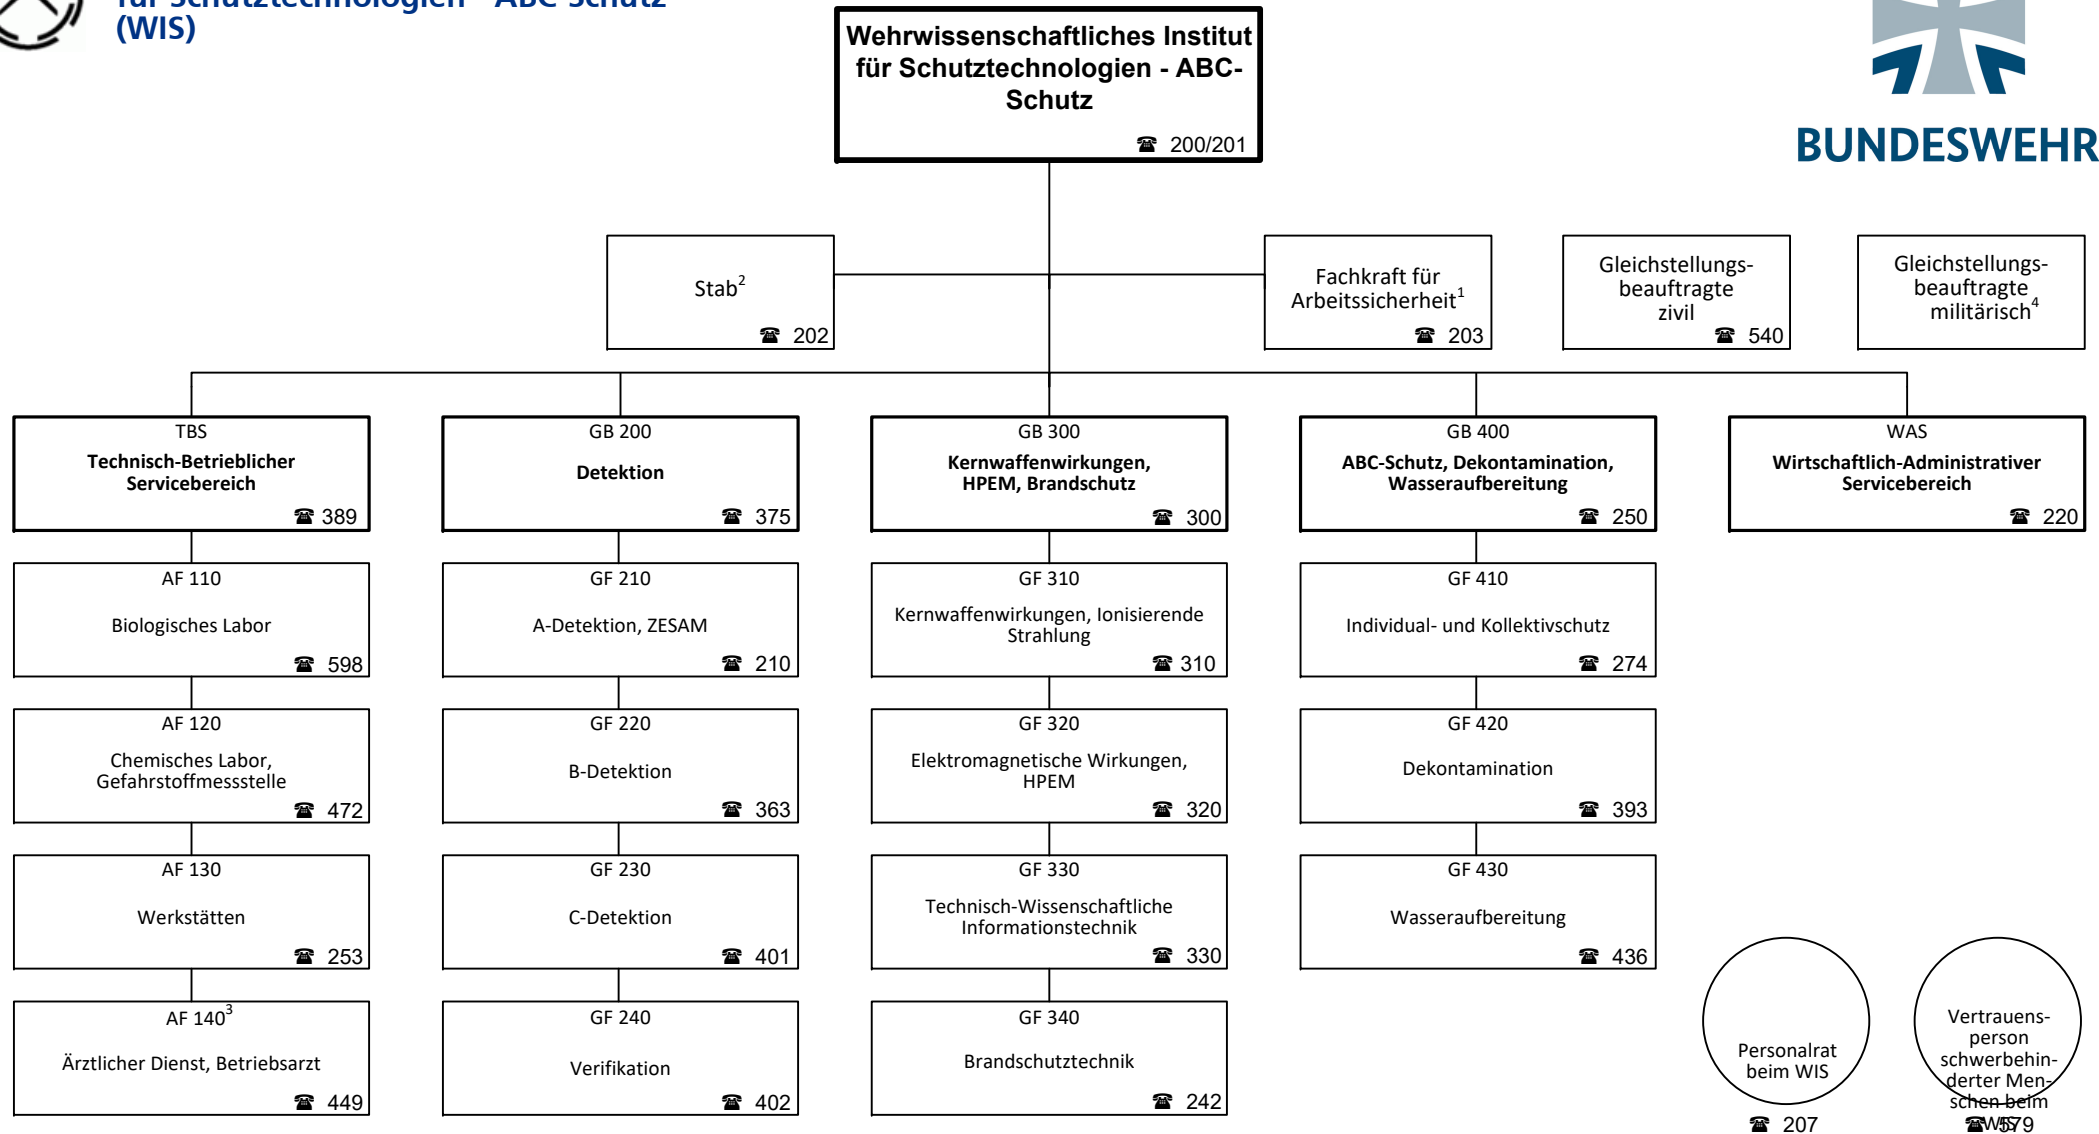 für Schutztechnologien - ABC-Schutz
(WIS)
Wehrwissenschaftliches Institut
für Schutztechnologien - ABC-
Schutz
☎ 200/201
BUNDESWEHR
Stab²
☎ 202
Fachkraft für
Arbeitssicherheit¹
☎ 203
Gleichstellungs-
beauftragte
zivil
☎ 540
Gleichstellungs-
beauftragte
militärisch⁴
TBS
Technisch-Betrieblicher
Servicebereich
☎ 389
GB 200
Detektion
☎ 375
GB 300
Kernwaffenwirkungen,
HPEM, Brandschutz
☎ 300
GB 400
ABC-Schutz, Dekontamination,
Wasseraufbereitung
☎ 250
WAS
Wirtschaftlich-Administrativer
Servicebereich
☎ 220
AF 110
Biologisches Labor
☎ 598
GF 210
A-Detektion, ZESAM
☎ 210
GF 310
Kernwaffenwirkungen, Ionisierende
Strahlung
☎ 310
GF 410
Individual- und Kollektivschutz
☎ 274
AF 120
Chemisches Labor,
Gefahrstoffmessstelle
☎ 472
GF 220
B-Detektion
☎ 363
GF 320
Elektromagnetische Wirkungen,
HPEM
☎ 320
GF 420
Dekontamination
☎ 393
AF 130
Werkstätten
☎ 253
GF 230
C-Detektion
☎ 401
GF 330
Technisch-Wissenschaftliche
Informationstechnik
☎ 330
GF 430
Wasseraufbereitung
☎ 436
AF 140³
Ärztlicher Dienst, Betriebsarzt
☎ 449
GF 240
Verifikation
☎ 402
GF 340
Brandschutztechnik
☎ 242
Personalrat
beim WIS
☎ 207
Vertrauens-
person
schwerbehin-
derter Men-
schen beim
WIS
☎ 579